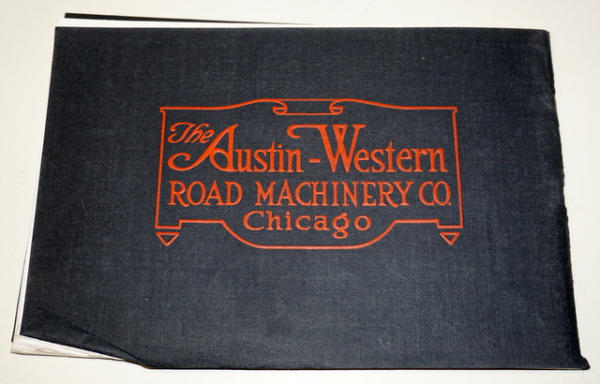 The Austin-Western
ROAD MACHINERY CO.
Chicago